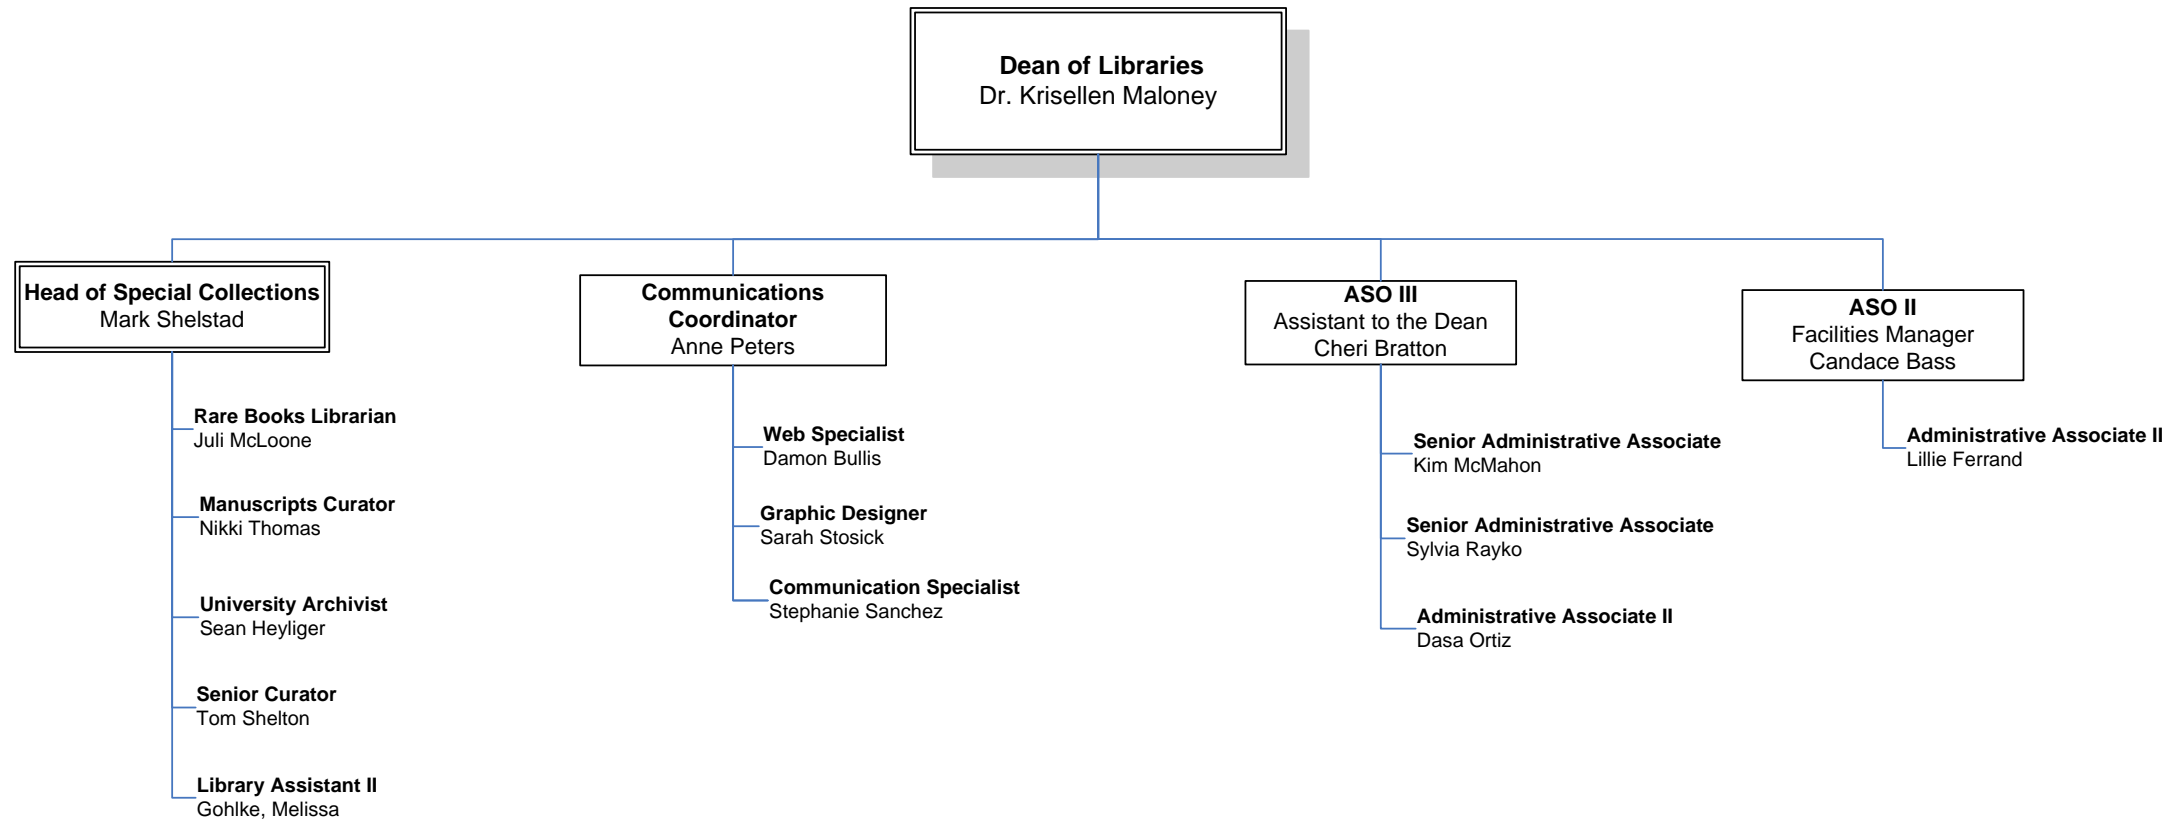 Dean of Libraries
Dr. Krisellen Maloney
Head of Special Collections
Mark Shelstad
Rare Books Librarian
Juli McLoone
Manuscripts Curator
Nikki Thomas
University Archivist
Sean Heyliger
Senior Curator
Tom Shelton
Library Assistant II
Gohlke, Melissa
Communications
Coordinator
Anne Peters
Web Specialist
Damon Bullis
Graphic Designer
Sarah Stosick
Communication Specialist
Stephanie Sanchez
ASO III
Assistant to the Dean
Cheri Bratton
Senior Administrative Associate
Kim McMahon
Senior Administrative Associate
Sylvia Rayko
Administrative Associate II
Dasa Ortiz
ASO II
Facilities Manager
Candace Bass
Administrative Associate II
Lillie Ferrand